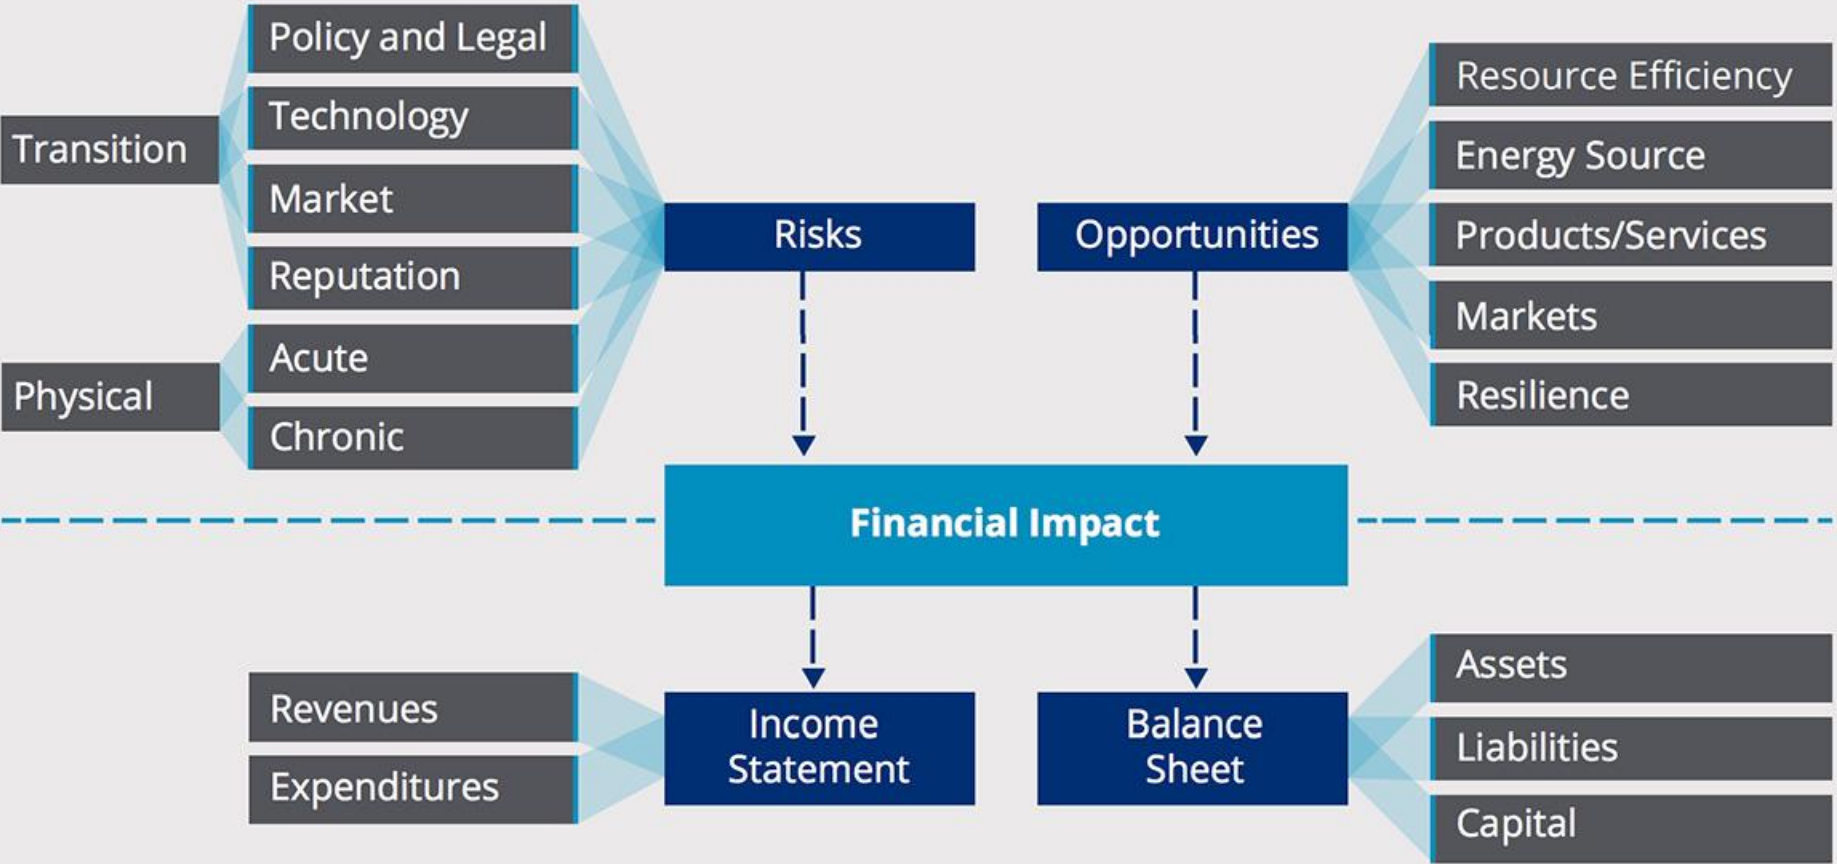 Transition
Physical
Policy and Legal
Technology
Market
Reputation
Acute
Chronic
Risks
Opportunities
Resource Efficiency
Energy Source
Products/Services
Markets
Resilience
Financial Impact
Revenues
Expenditures
Income
Statement
Balance
Sheet
Assets
Liabilities
Capital